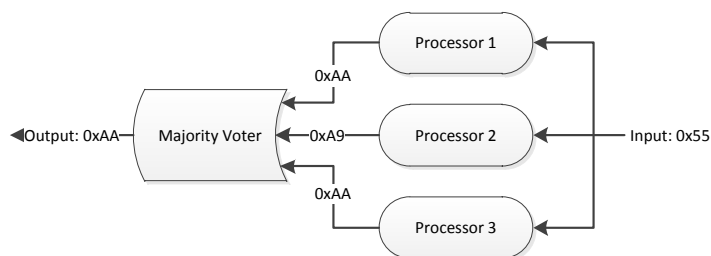 Processor 1
0xAA
Output: 0xAA
Majority Voter
0xA9
Processor 2
Input: 0x55
0xAA
Processor 3